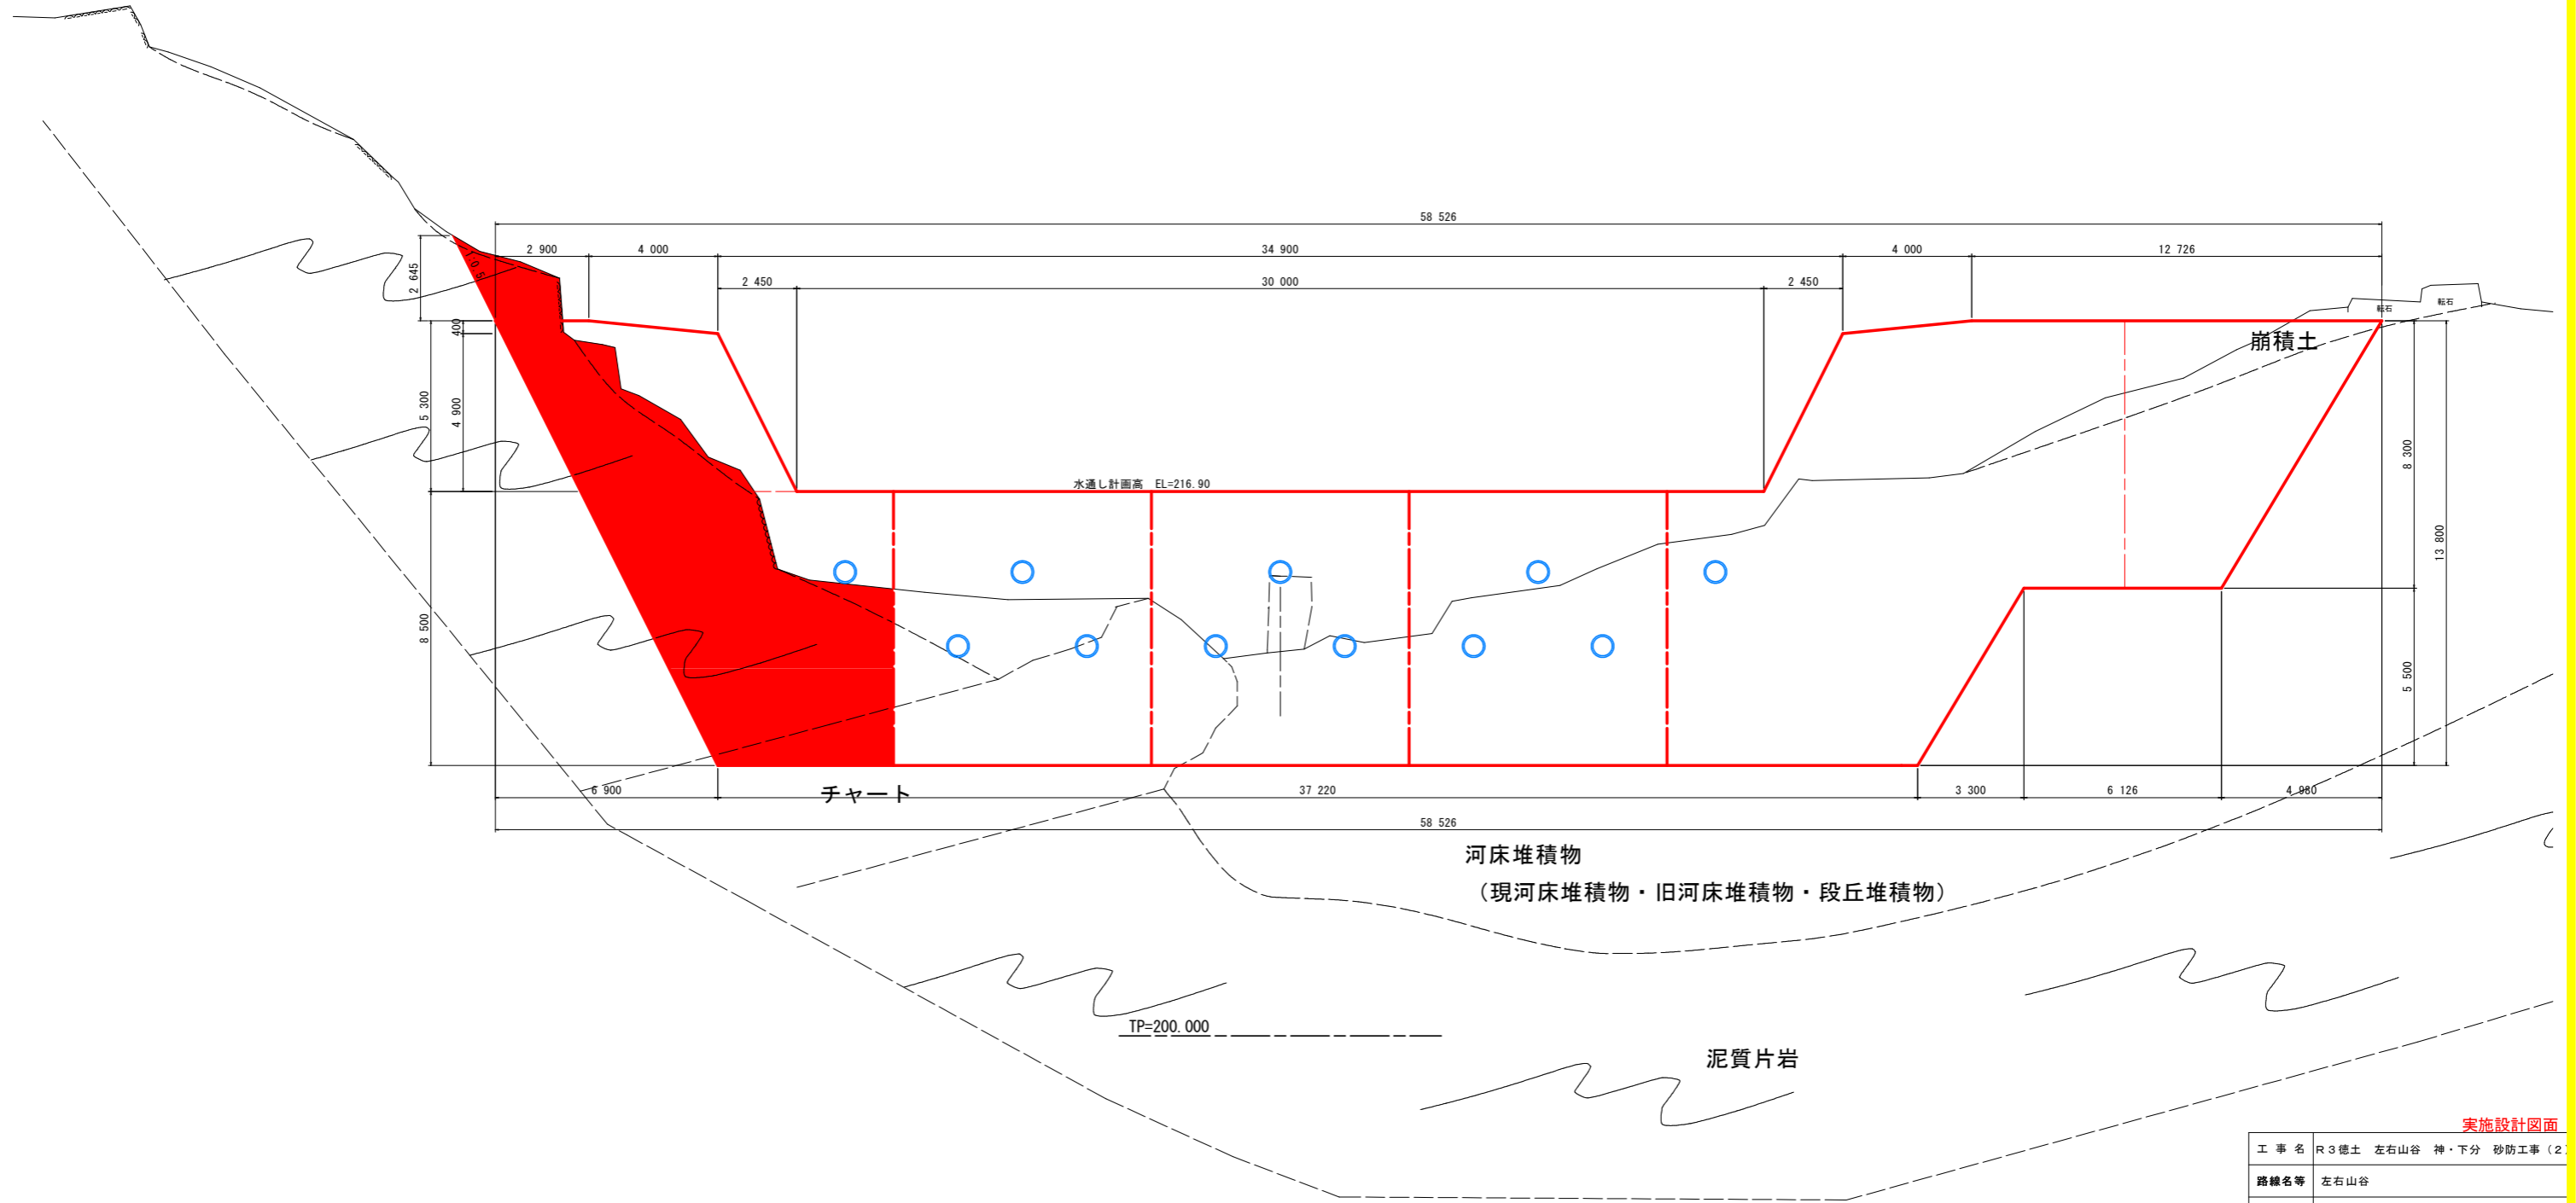 58 526
2 900
4 000
34 900
4 000
12 726
2 645
2 450
30 000
2 450
転石
転石
400
崩積土
5 300
4 900
8 300
水通し計画高 EL=216.90
13 800
8 500
5 500
6 900
チャート
37 220
3 300
6 126
4 980
58 526
河床堆積物
（現河床堆積物・旧河床堆積物・段丘堆積物）
TP=200.000
泥質片岩
実施設計図面
工 事 名 R３徳土 左右山谷 神・下分 砂防工事（２
路線名等 左右山谷